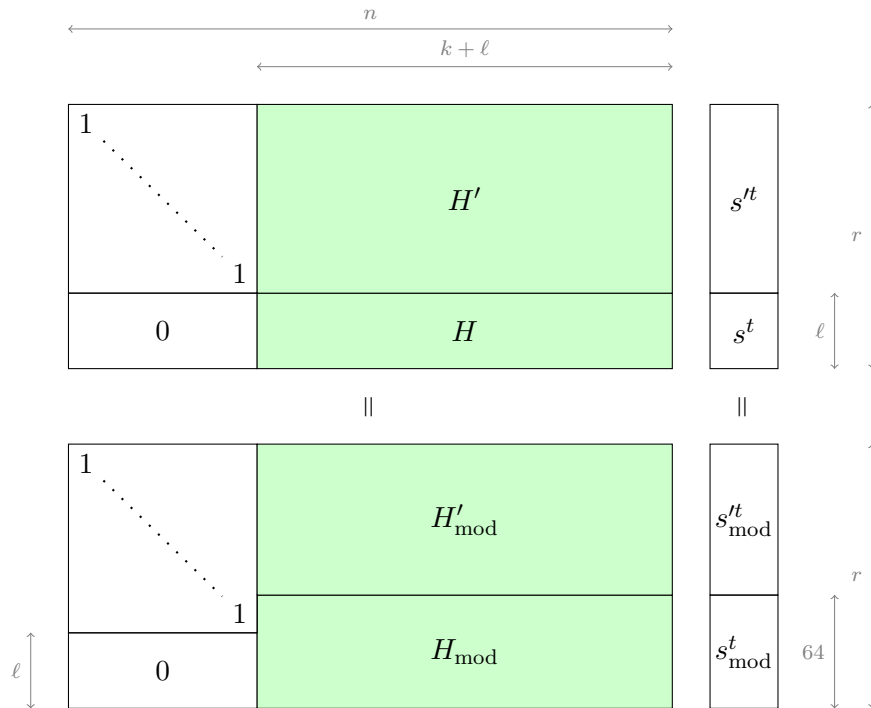 n
k + ℓ
1
H′
s′ᵗ
r
1
0
H
sᵗ
ℓ
=
=
1
H′mod
s′ᵗmod
r
1
ℓ
0
Hmod
sᵗmod
64